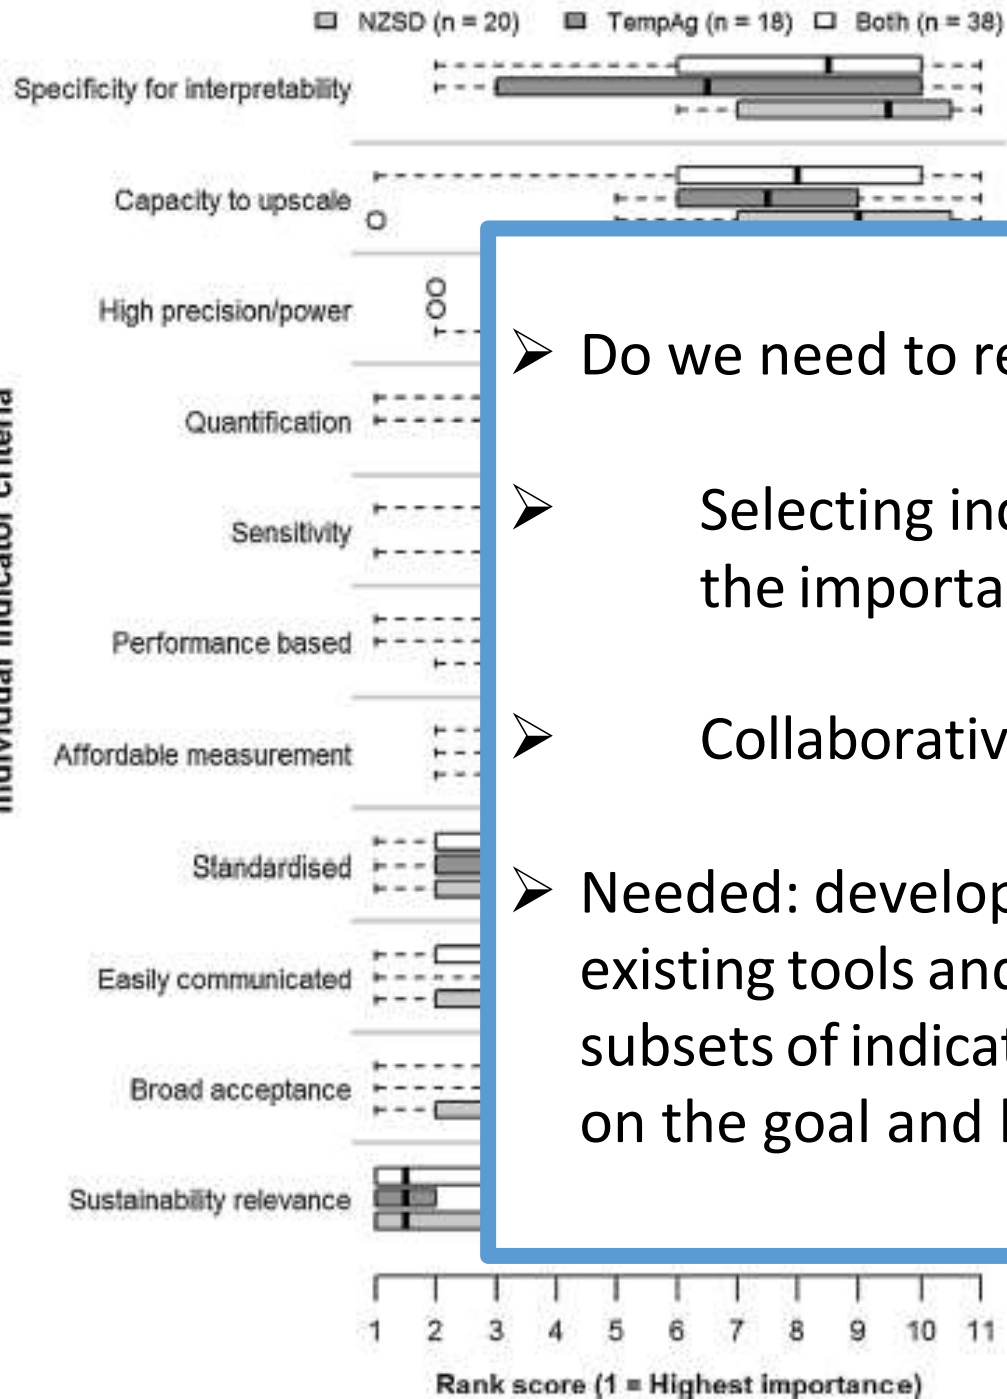 NZSD (n = 20) TempAg (n = 18) Both (n = 38)
Specificity for interpretability
Capacity to upscale
High precision/power
Quantification
Sensitivity
Performance based
Affordable measurement
Standardised
Easily communicated
Broad acceptance
Sustainability relevance
Individual indicator criteria
1 2 3 4 5 6 7 8 9 10 11
Rank score (1 = Highest importance)
➢ Do we need to re
➢ Selecting ind
the importa
➢ Collaborativ
➢ Needed: develop
existing tools and
subsets of indicat
on the goal and